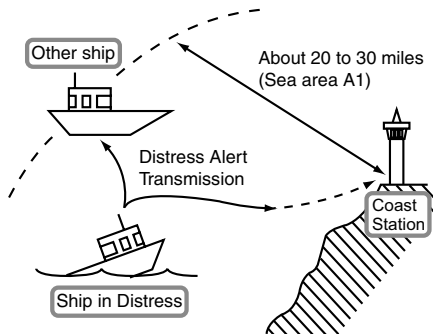 Other ship
About 20 to 30 miles
(Sea area A1)
Distress Alert
Transmission
Coast
Station
Ship in Distress